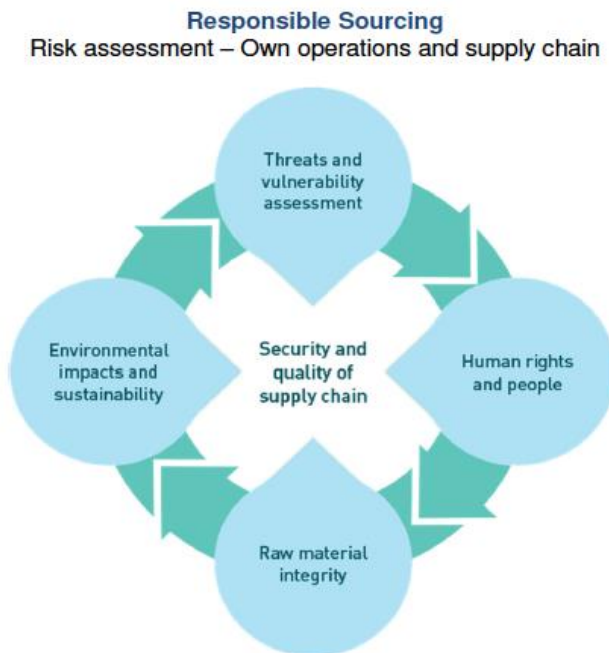 Responsible Sourcing
Risk assessment – Own operations and supply chain
Threats and
vulnerability
assessment
Environmental
impacts and
sustainability
Security and
quality of
supply chain
Human rights
and people
Raw material
integrity